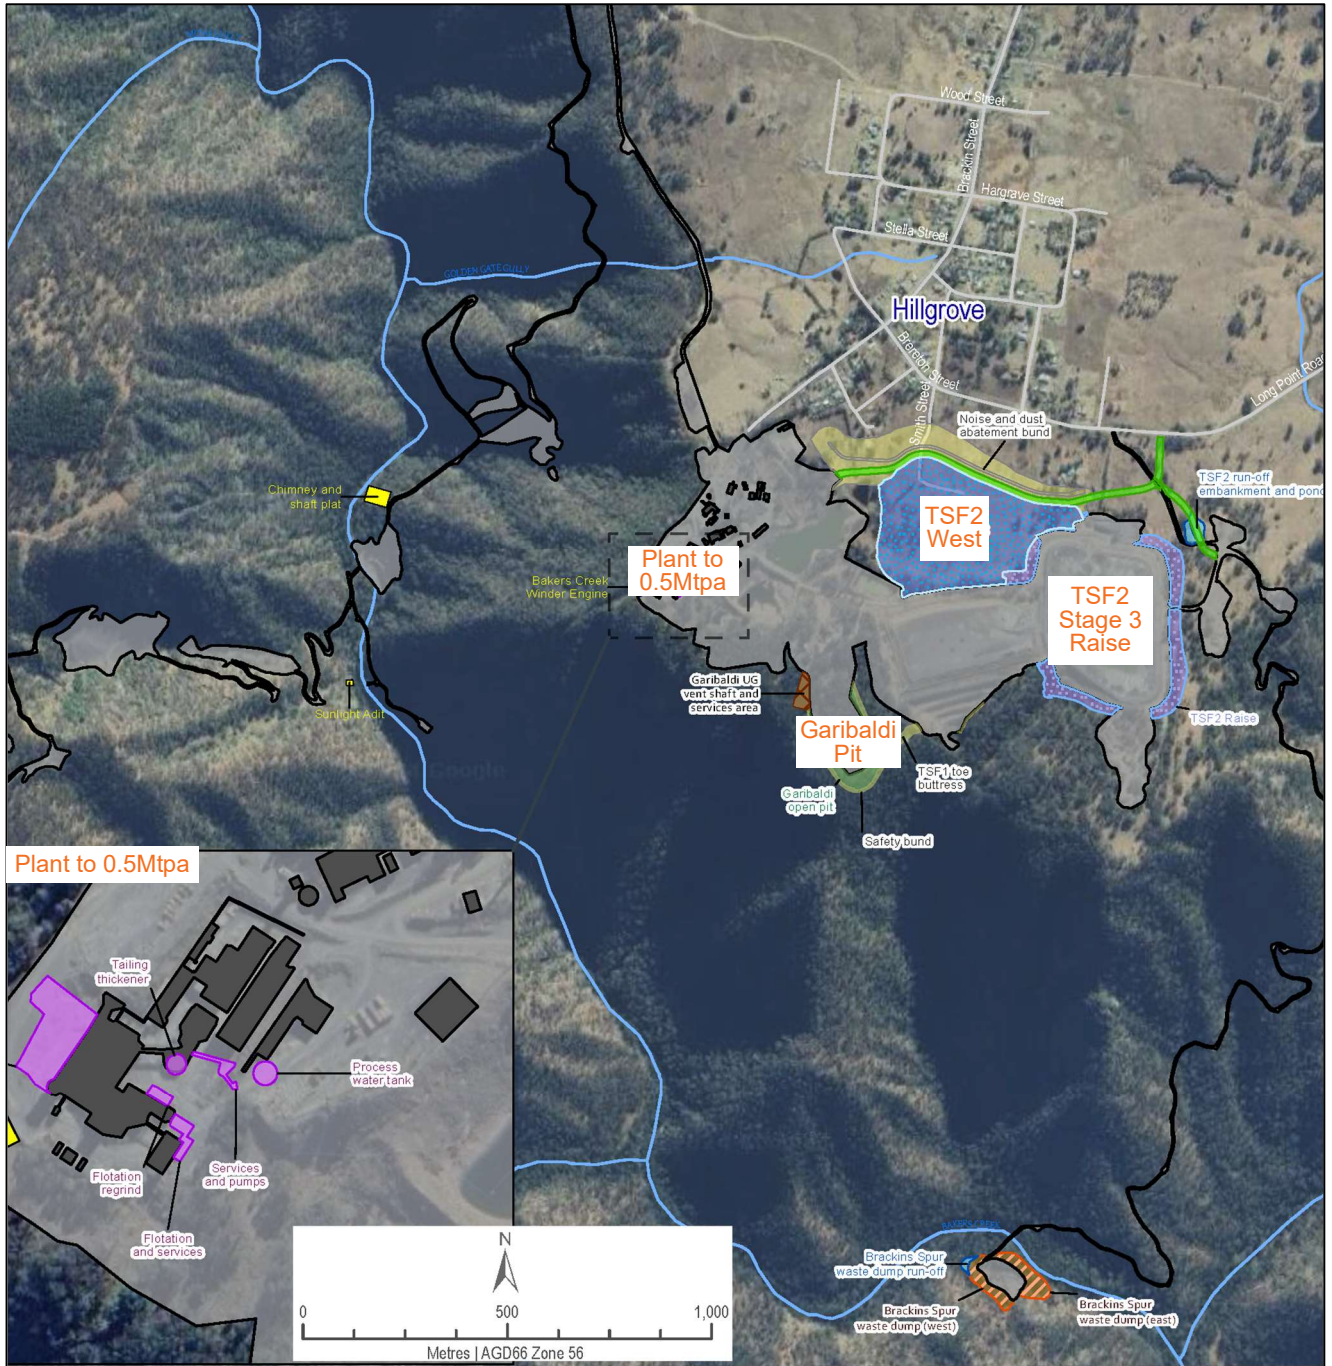 Wood Street
Brackin Street
Hargrave Street
Stella Street
GOLDEN GATE GULLY
Hillgrove
Brereton Street
Smith Street
Long Point Road
Noise and dust
abatement bund
Chimney and
shaft plat
TSF2 run-off
embankment and pond
TSF2
West
Plant to
0.5Mtpa
Bakers Creek
Winder Engine
TSF2
Stage 3
Raise
Garibaldi UG
vent shaft and
services area
Sunlight Adit
TSF2 Raise
Garibaldi
Pit
Google
TSF1 toe
buttress
Garibaldi
open pit
Safety bund
Plant to 0.5Mtpa
Tailing
thickener
Process
water tank
Services
and pumps
Flotation
regrind
Flotation
and services
N
0
500
1,000
Metres | AGD66 Zone 56
BAKERS CREEK
Brackins Spur
waste dump run-off
Brackins Spur
waste dump (west)
Brackins Spur
waste dump (east)